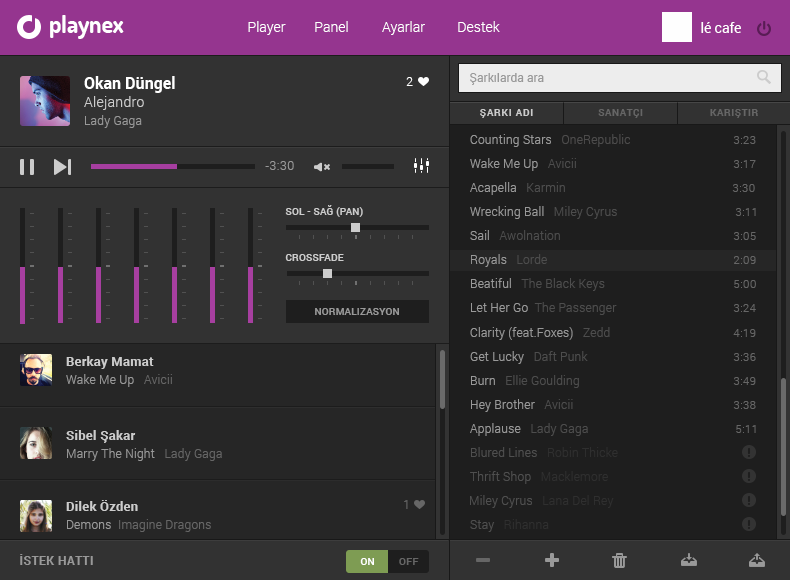 playnex
Player Panel Ayarlar Destek
lé cafe
Okan Düngel
2
Alejandro
Lady Gaga
-3:30
SOL - SAĞ (PAN)
CROSSFADE
NORMALIZASYON
Berkay Mamat
Wake Me Up Avicii
Sibel Şakar
Marry The Night Lady Gaga
Dilek Özden
1
Demons Imagine Dragons
İSTEK HATTI
ON OFF
Şarkılarda ara
ŞARKI ADI SANATÇI KARIŞTIR
Counting Stars OneRepublic 3:23
Wake Me Up Avicii 3:17
Acapella Karmin 3:30
Wrecking Ball Miley Cyrus 3:11
Sail Awolnation 3:05
Royals Lorde 2:09
Beatiful The Black Keys 5:00
Let Her Go The Passenger 3:24
Clarity (feat.Foxes) Zedd 4:19
Get Lucky Daft Punk 3:36
Burn Ellie Goulding 3:49
Hey Brother Avicii 3:38
Applause Lady Gaga 5:11
Blured Lines Robin Thicke
Thrift Shop Macklemore
Miley Cyrus Lana Del Rey
Stay Rihanna